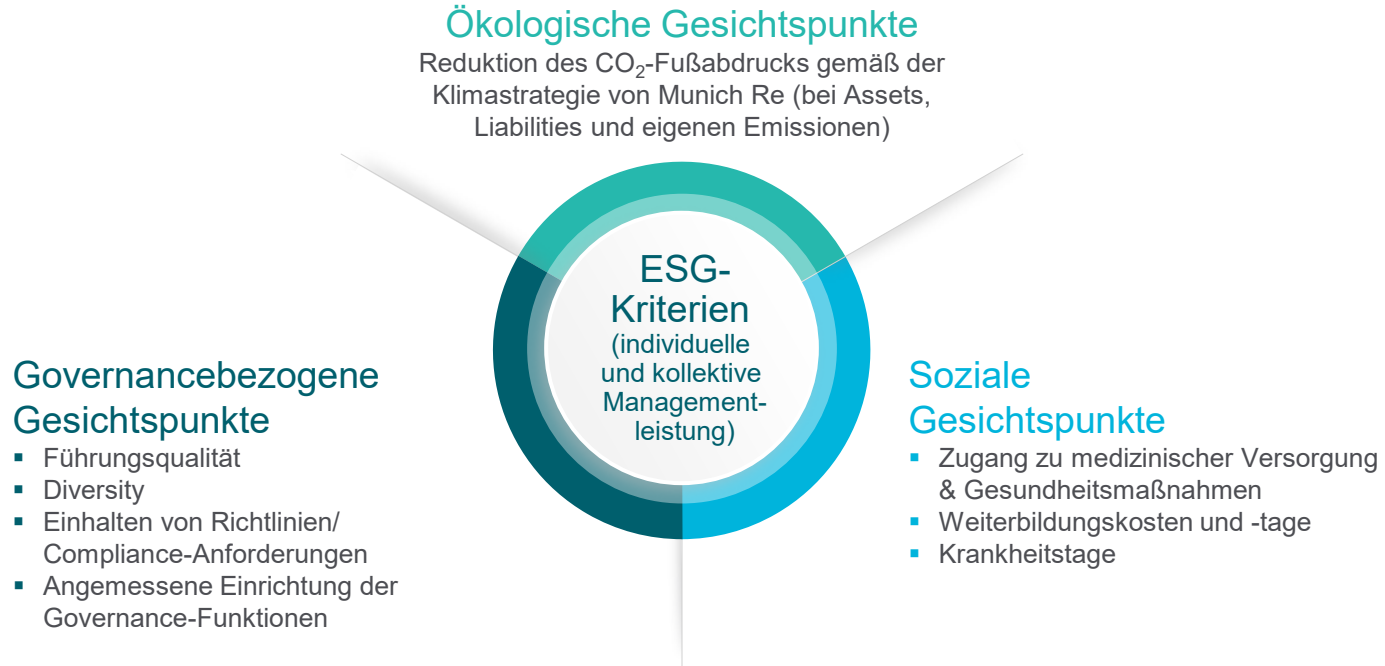 Ökologische Gesichtspunkte
Reduktion des CO₂-Fußabdrucks gemäß der
Klimastrategie von Munich Re (bei Assets,
Liabilities und eigenen Emissionen)
ESG-
Kriterien
(individuelle
und kollektive
Management-
leistung)
Governancebezogene
Gesichtspunkte
▪ Führungsqualität
▪ Diversity
▪ Einhalten von Richtlinien/
Compliance-Anforderungen
▪ Angemessene Einrichtung der
Governance-Funktionen
Soziale
Gesichtspunkte
▪ Zugang zu medizinischer Versorgung
& Gesundheitsmaßnahmen
▪ Weiterbildungskosten und -tage
▪ Krankheitstage